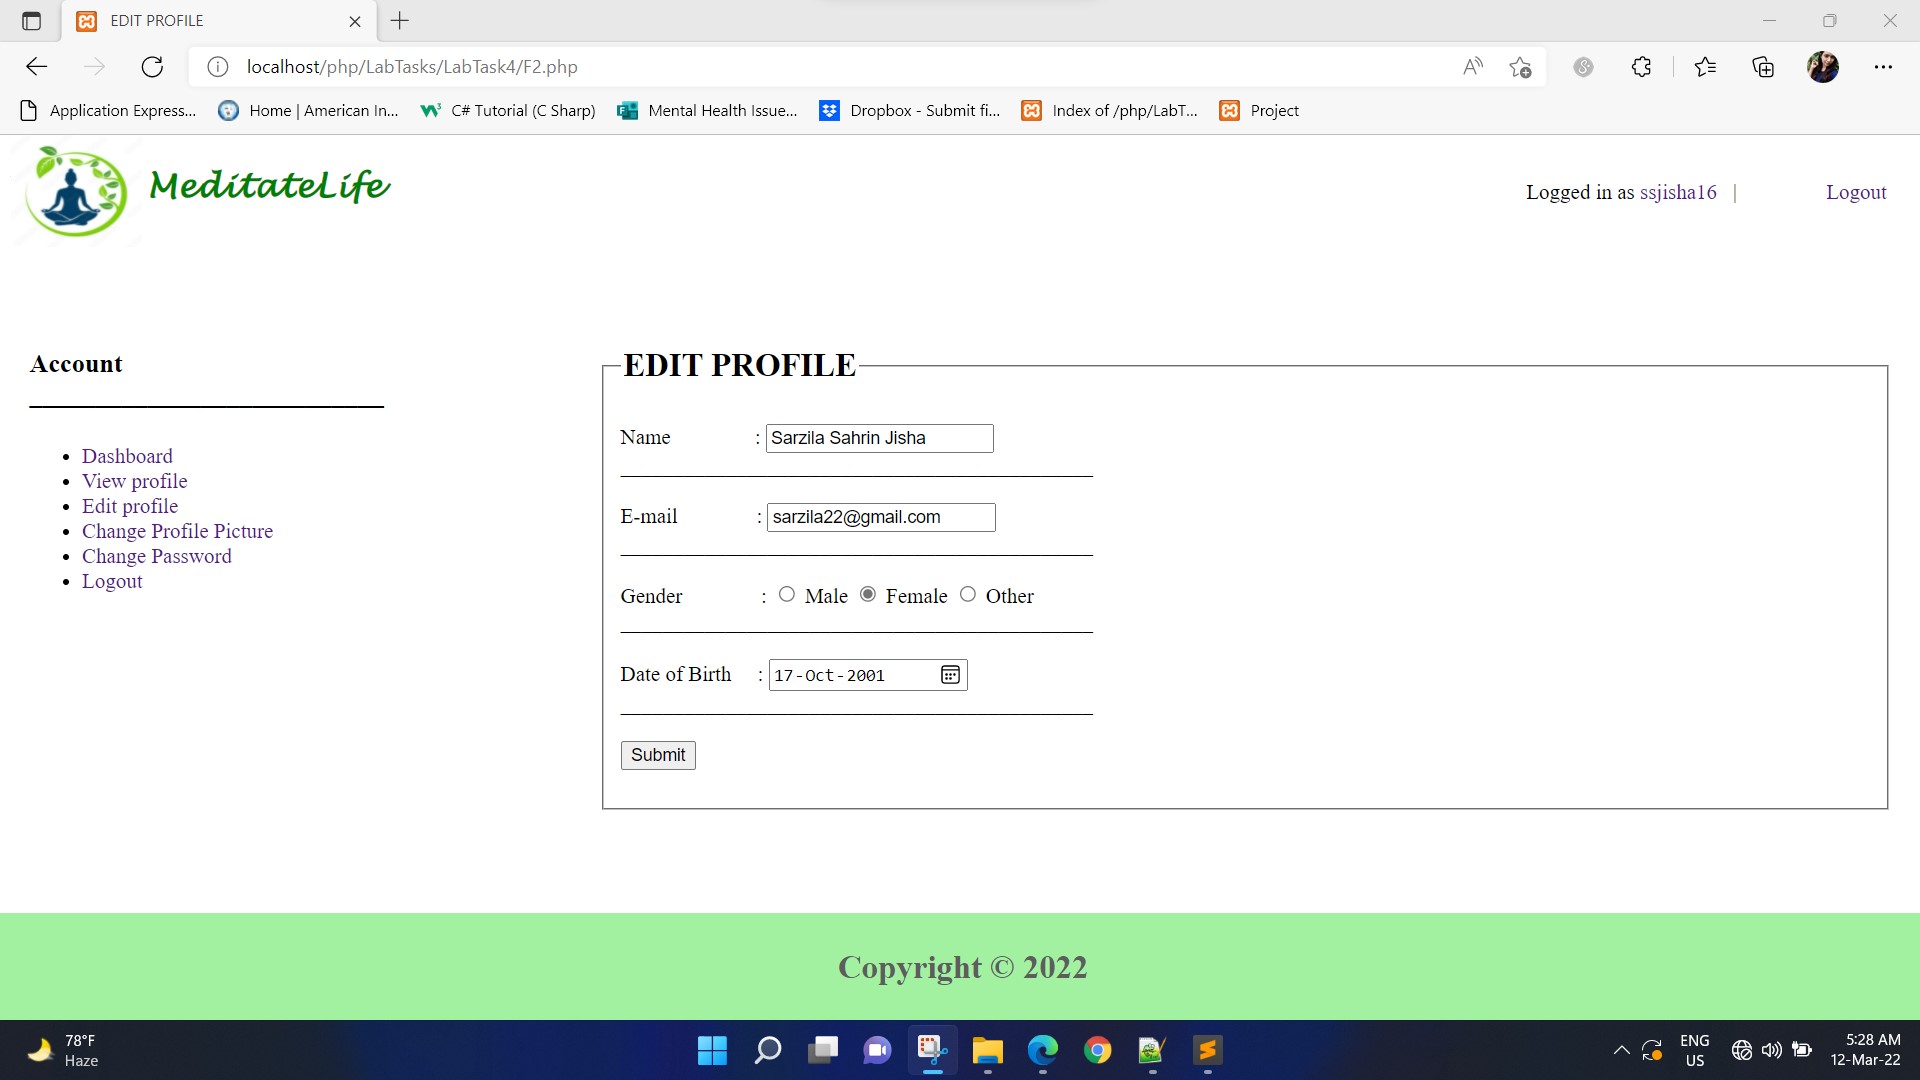 EDIT PROFILE
localhost/php/LabTasks/LabTask4/F2.php
Application Express... Home | American In... C# Tutorial (C Sharp) Mental Health Issue... Dropbox - Submit fi... Index of /php/LabT... Project
MeditateLife
Logged in as ssjisha16 | Logout
Account
EDIT PROFILE
Dashboard
View profile
Edit profile
Change Profile Picture
Change Password
Logout
Name : Sarzila Sahrin Jisha
E-mail : sarzila22@gmail.com
Gender : Male Female Other
Date of Birth : 17-Oct-2001
Submit
Copyright © 2022
78°F
Haze
ENG
US
5:28 AM
12-Mar-22